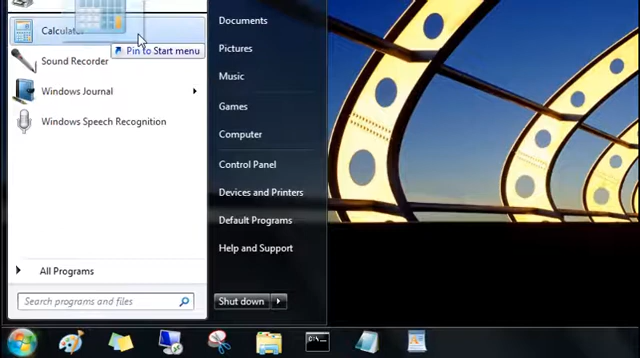 Calculator
Pin to Start menu
Sound Recorder
Windows Journal
Windows Speech Recognition
All Programs
Search programs and files
Documents
Pictures
Music
Games
Computer
Control Panel
Devices and Printers
Default Programs
Help and Support
Shut down